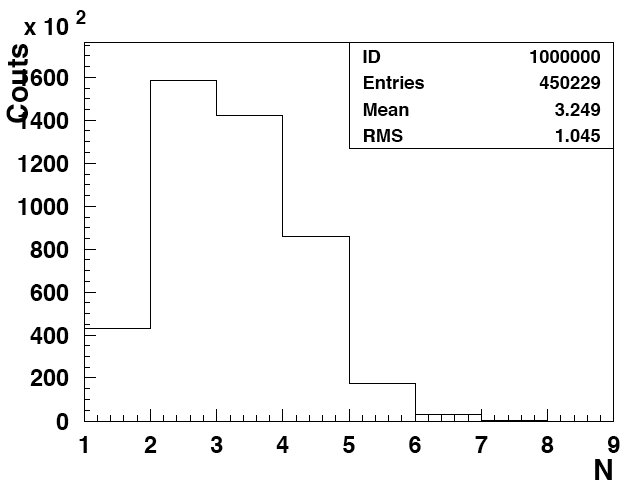 x 10 2
Couts
1600
1400
1200
1000
800
600
400
200
0
ID 1000000
Entries 450229
Mean 3.249
RMS 1.045
1 2 3 4 5 6 7 8 9
N